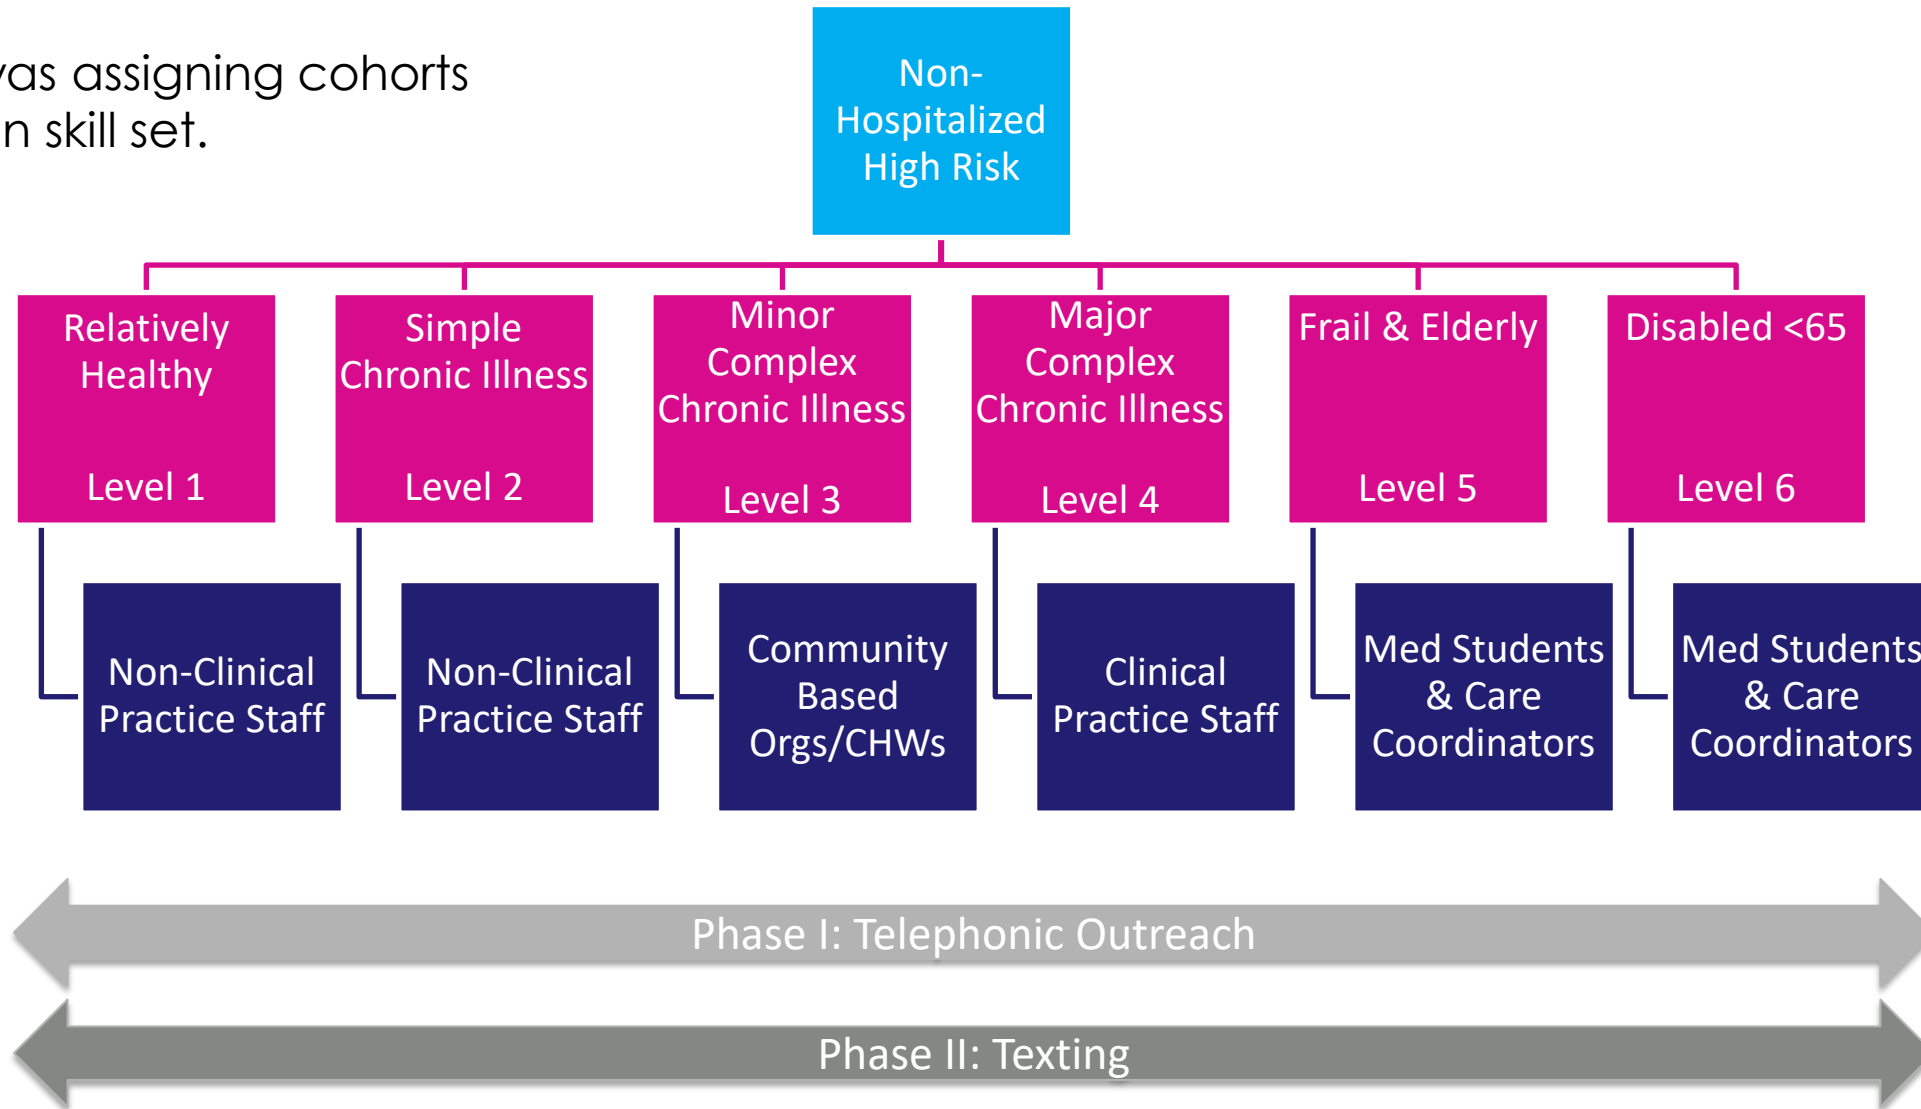 was assigning cohorts
n skill set.
Non-
Hospitalized
High Risk
Relatively
Healthy
Level 1
Simple
Chronic Illness
Level 2
Minor
Complex
Chronic Illness
Level 3
Major
Complex
Chronic Illness
Level 4
Frail & Elderly
Level 5
Disabled <65
Level 6
Non-Clinical
Practice Staff
Non-Clinical
Practice Staff
Community
Based
Orgs/CHWs
Clinical
Practice Staff
Med Students
& Care
Coordinators
Med Students
& Care
Coordinators
Phase I: Telephonic Outreach
Phase II: Texting